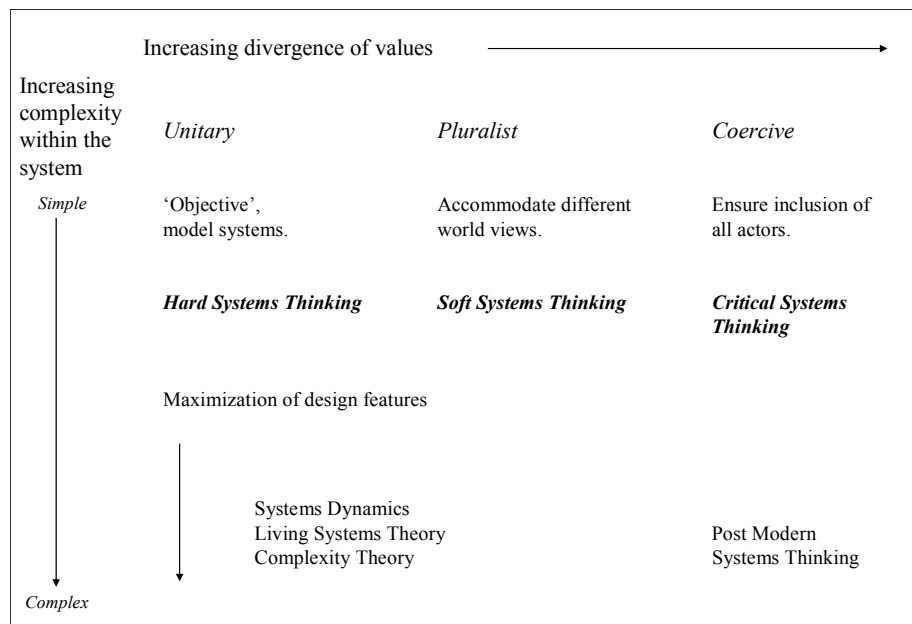 Increasing divergence of values
Increasing
complexity
within the
system
Unitary
Pluralist
Coercive
Simple
‘Objective’,
model systems.
Accommodate different
world views.
Ensure inclusion of
all actors.
Hard Systems Thinking
Soft Systems Thinking
Critical Systems
Thinking
Maximization of design features
Systems Dynamics
Living Systems Theory
Complexity Theory
Post Modern
Systems Thinking
Complex